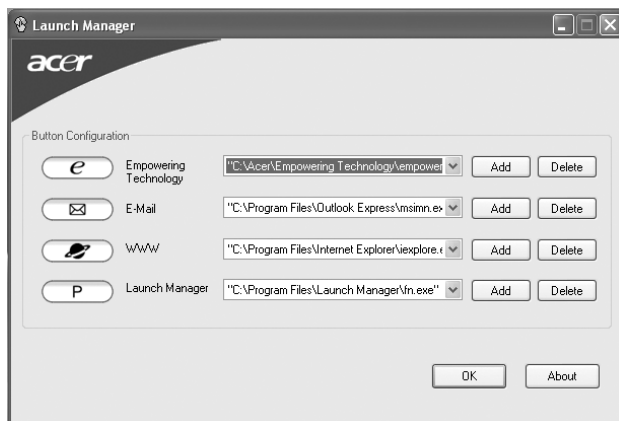 Launch Manager
acer
Button Configuration
e
Empowering
Technology
"C:\Acer\Empowering Technology\empower
Add
Delete
E-Mail
"C:\Program Files\Outlook Express\msimn.ex
Add
Delete
WWW
"C:\Program Files\Internet Explorer\iexplore.e
Add
Delete
P
Launch Manager
"C:\Program Files\Launch Manager\fn.exe"
Add
Delete
OK
About